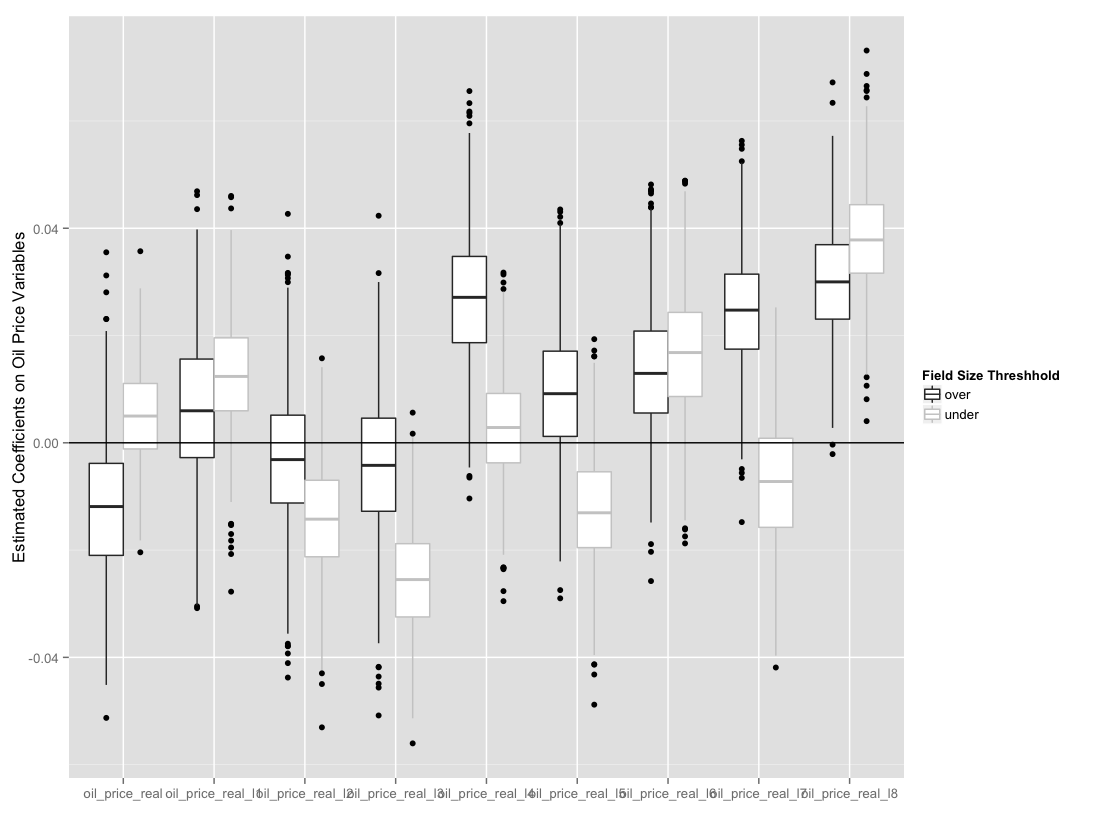 Estimated Coefficients on Oil Price Variables
0.04
0.00
-0.04
oil_price_real oil_price_real_l1 oil_price_real_l2 oil_price_real_l3 oil_price_real_l4 oil_price_real_l5 oil_price_real_l6 oil_price_real_l7 oil_price_real_l8
Field Size Threshhold
over
under